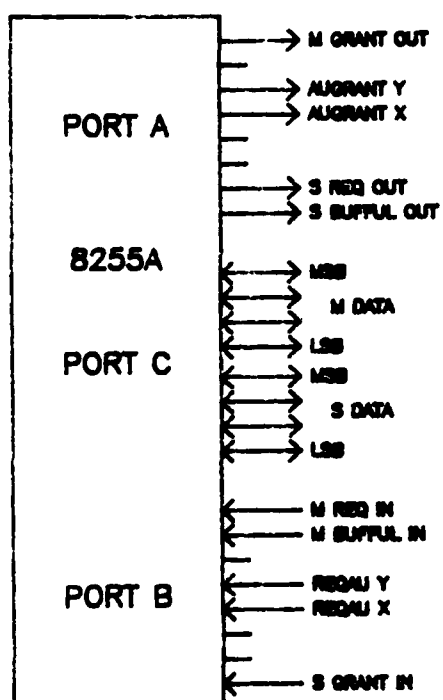 M GRANT OUT
AUGRANT Y
AUGRANT X
PORT A
S REQ OUT
S BUFFUL OUT
8255A
MSB
M DATA
LSB
PORT C
MSB
S DATA
LSB
M REQ IN
M BUFFUL IN
REQAU Y
PORT B
REQAU X
S GRANT IN